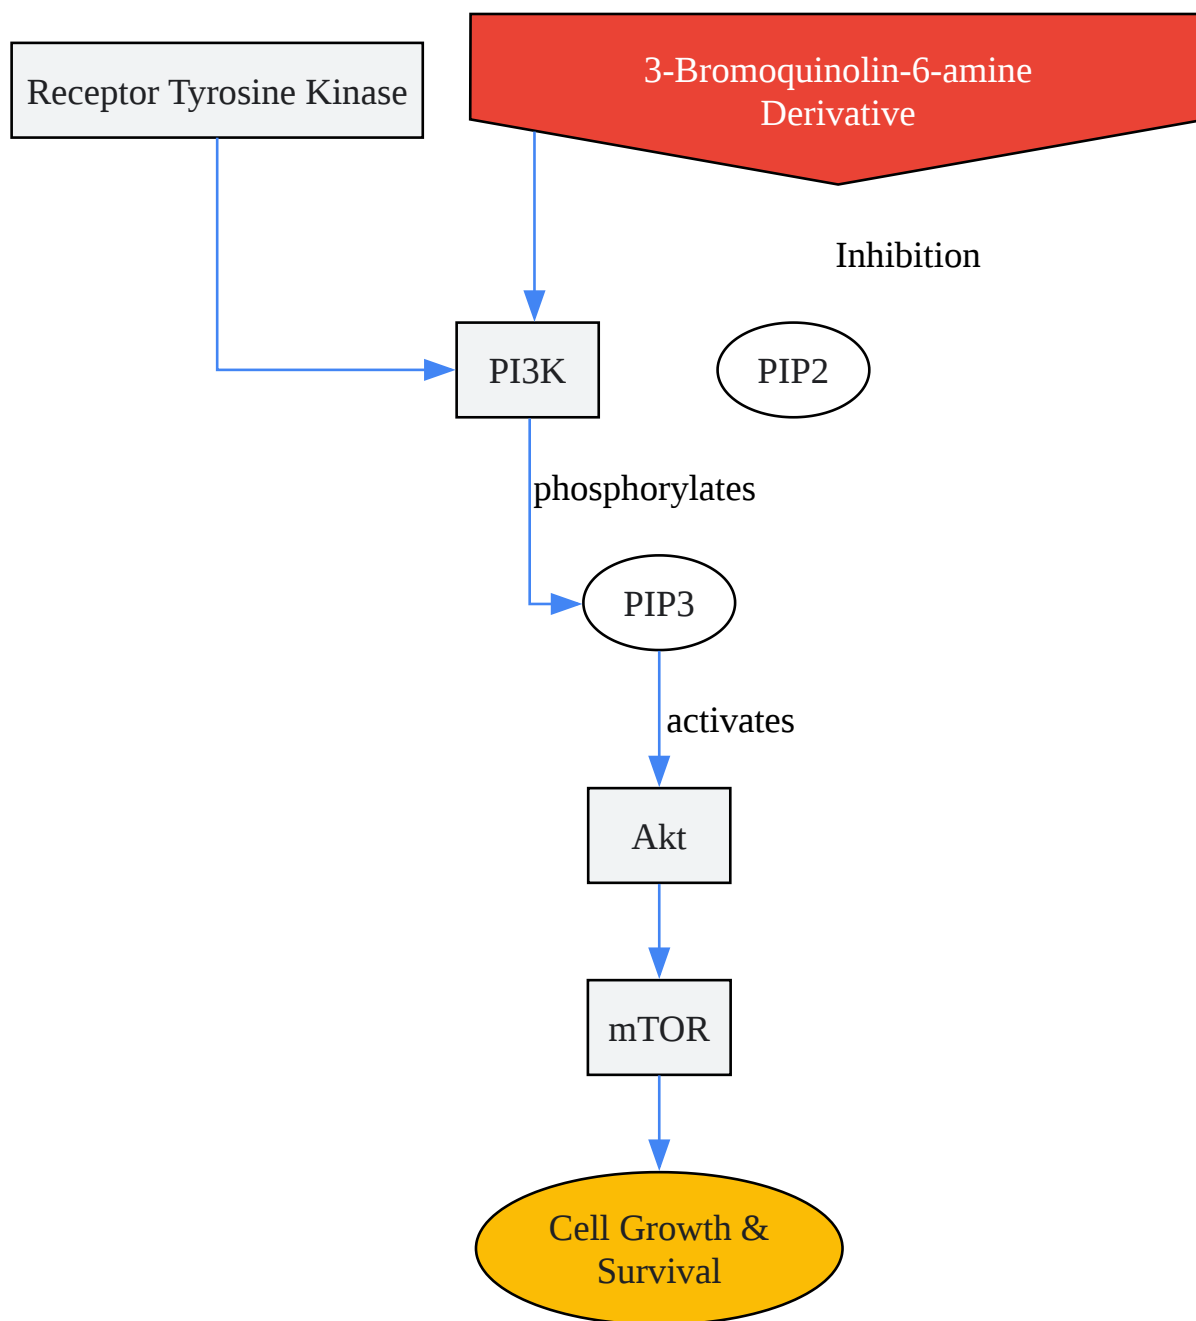 Receptor Tyrosine Kinase
3-Bromoquinolin-6-amine
Derivative
Inhibition
PI3K
PIP2
phosphorylates
PIP3
activates
Akt
mTOR
Cell Growth &
Survival